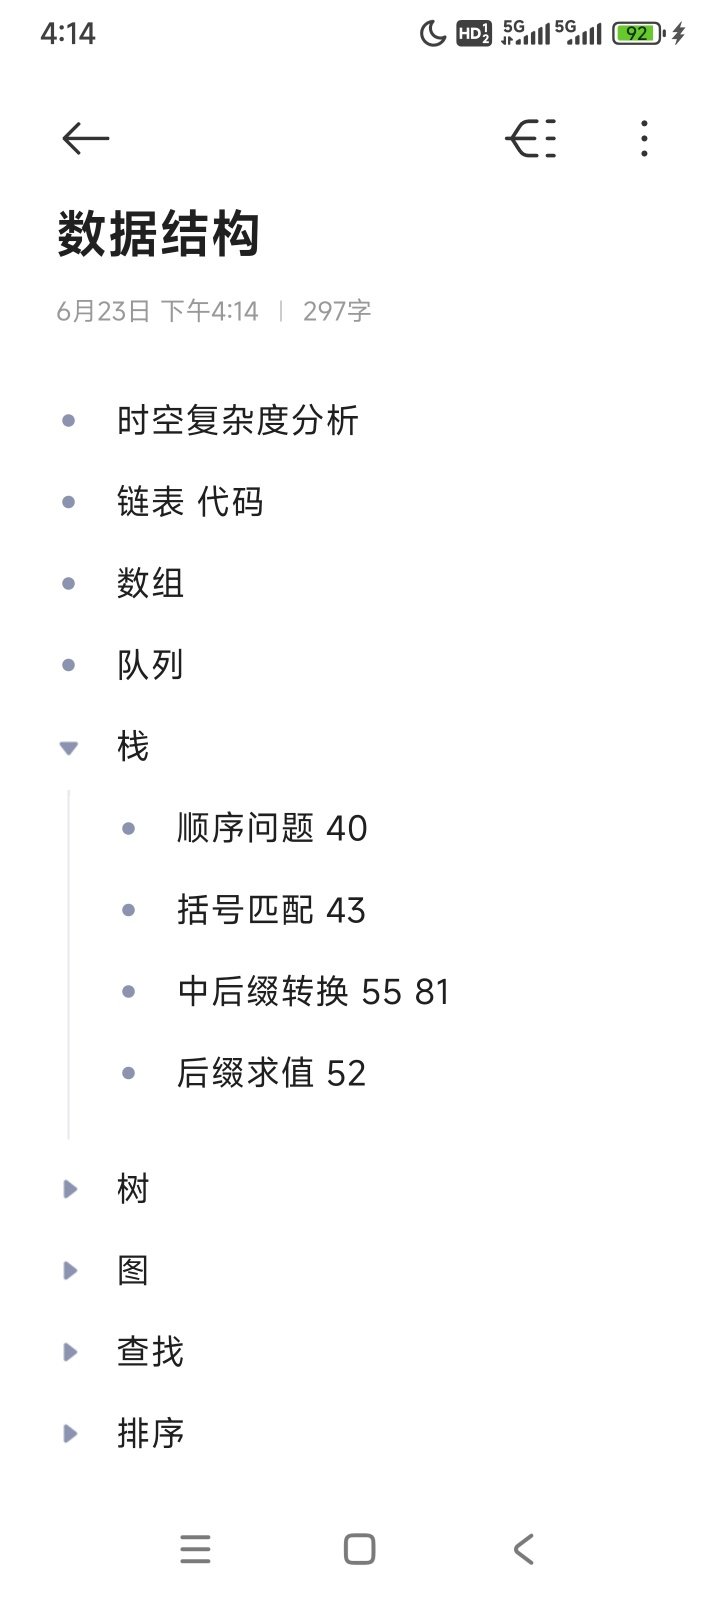 4:14
HD 1 2 5G 5G 92
数据结构
6月23日 下午4:14 | 297字
时空复杂度分析
链表 代码
数组
队列
栈
顺序问题 40
括号匹配 43
中后缀转换 55 81
后缀求值 52
树
图
查找
排序